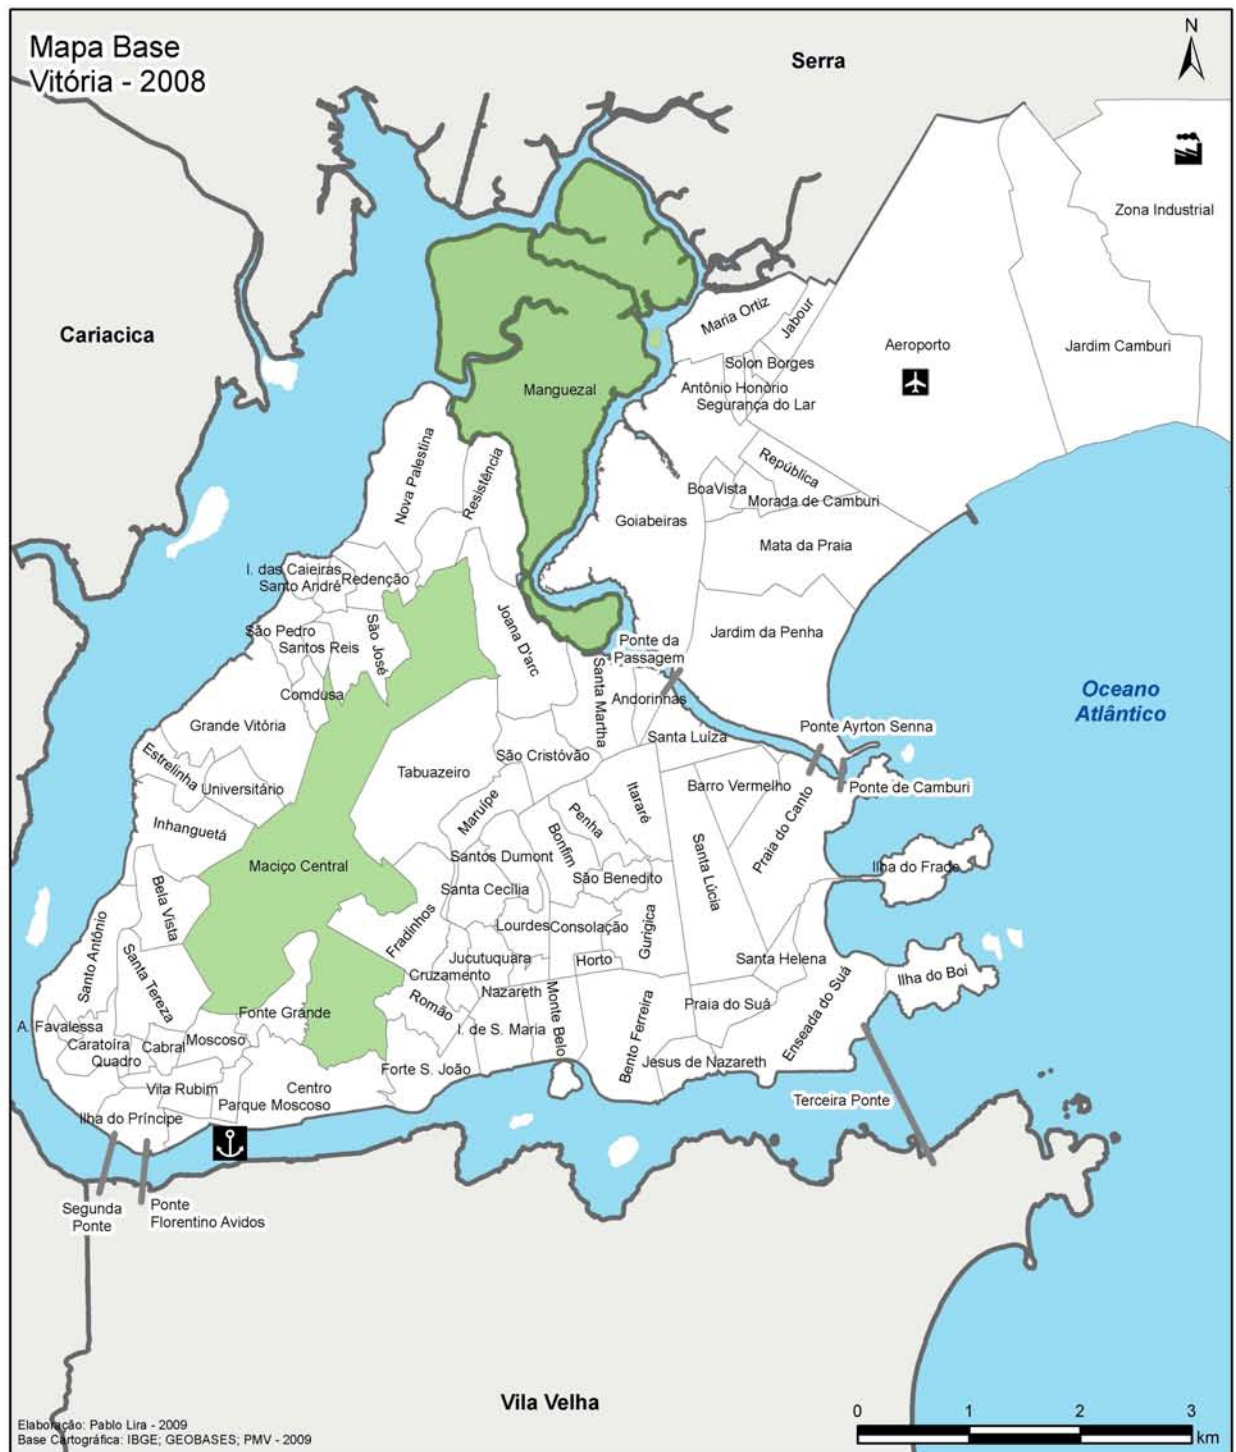 Mapa Base
Vitória - 2008
N
Serra
Zona Industrial
Cariacica
Maria Ortiz
Jabour
Aeroporto
Jardim Camburi
Solon Borges
Antônio Honório
Segurança do Lar
Manguezal
Nova Palestina
Resistência
República
BoaVista
Morada de Camburi
Goiabeiras
Mata da Praia
I. das Caieiras
Santo André
Redenção
Joana D'arc
São Pedro
Santos Reis
São José
Ponte da
Passagem
Jardim da Penha
Santa Martha
Andorinhas
Oceano
Atlântico
Comdusa
Grande Vitória
Santa Luíza
Ponte Ayrton Senna
Estrelinha
Universitário
Tabuazeiro
São Cristóvão
Barro Vermelho
Ponte de Camburi
Inhanguetá
Maruípe
Penha
Itararé
Praia do Canto
Bonfim
Maciço Central
Santos Dumont
São Benedito
Santa Lúcia
Ilha do Frade
Bela Vista
Santa Cecília
Fradinhos
Lourdes
Consolação
Gurigica
Santo Antônio
Santa Tereza
Jucutuquara
Horto
Santa Helena
Cruzamento
Ilha do Boi
Nazareth
Romão
Fonte Grande
Monte Belo
Bento Ferreira
Praia do Suá
Enseada do Suá
A. Favalessa
Caratoíra
Quadro
Cabral
Moscoso
I. de S. Maria
Forte S. João
Jesus de Nazareth
Vila Rubim
Centro
Parque Moscoso
Ilha do Príncipe
Terceira Ponte
Segunda
Ponte
Ponte
Florentino Avidos
Vila Velha
Elaboração: Pablo Lira - 2009
Base Cartográfica: IBGE; GEOBASES; PMV - 2009
0 1 2 3
km